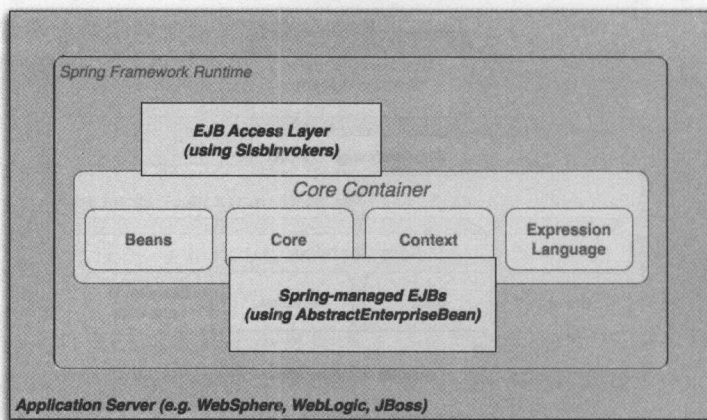 Spring Framework Runtime
EJB Access Layer
(using SlsbInvokers)
Core Container
Beans
Core
Context
Expression
Language
Spring-managed EJBs
(using AbstractEnterpriseBean)
Application Server (e.g. WebSphere, WebLogic, JBoss)